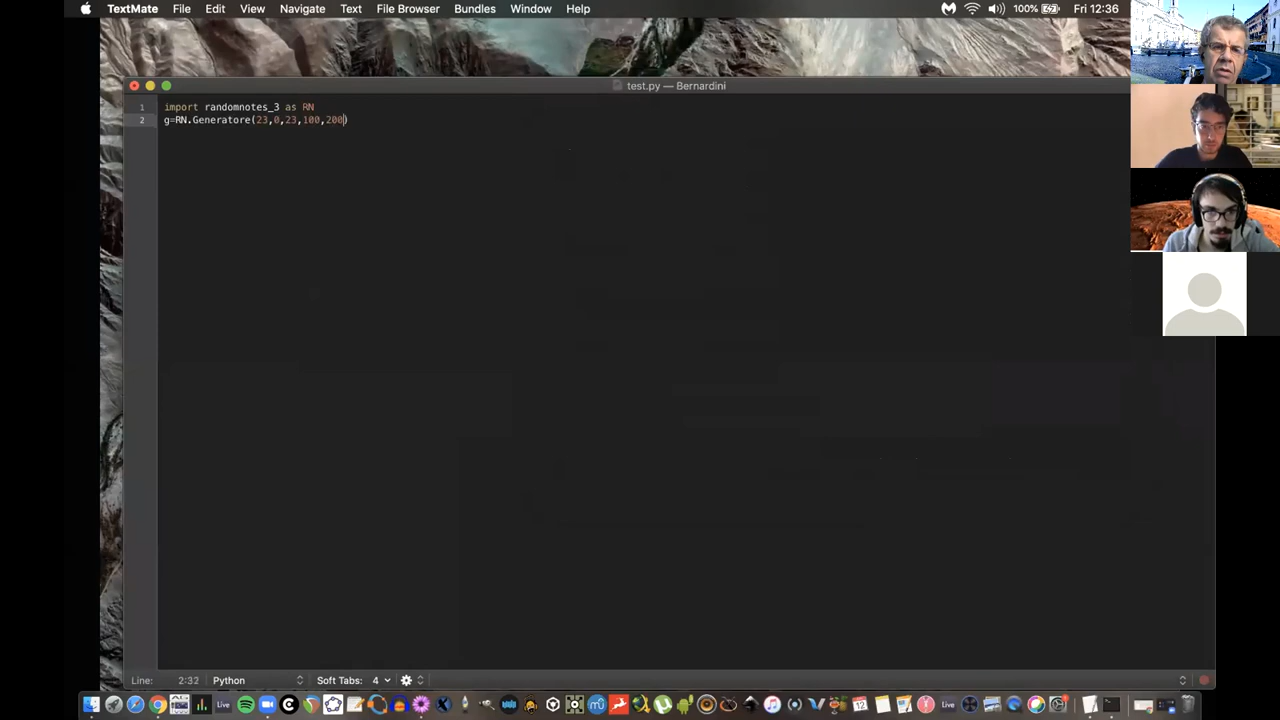 TextMate File Edit View Navigate Text File Browser Bundles Window Help 100% Fri 12:36
test.py — Bernardini
1 import randomnotes_3 as RN
2 g=RN.Generatore(23,0,23,100,200)
Line: 2:32 Python Soft Tabs: 4